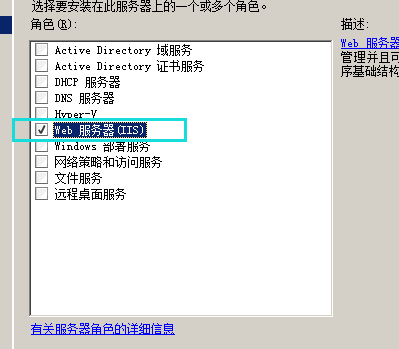 选择要安装在此服务器上的一个或多个角色。
角色(R):
Active Directory 域服务
Active Directory 证书服务
DHCP 服务器
DNS 服务器
Hyper-V
Web 服务器(IIS)
Windows 部署服务
网络策略和访问服务
文件服务
远程桌面服务
有关服务器角色的详细信息
描述:
Web 服务器
管理并且可
序基础结构